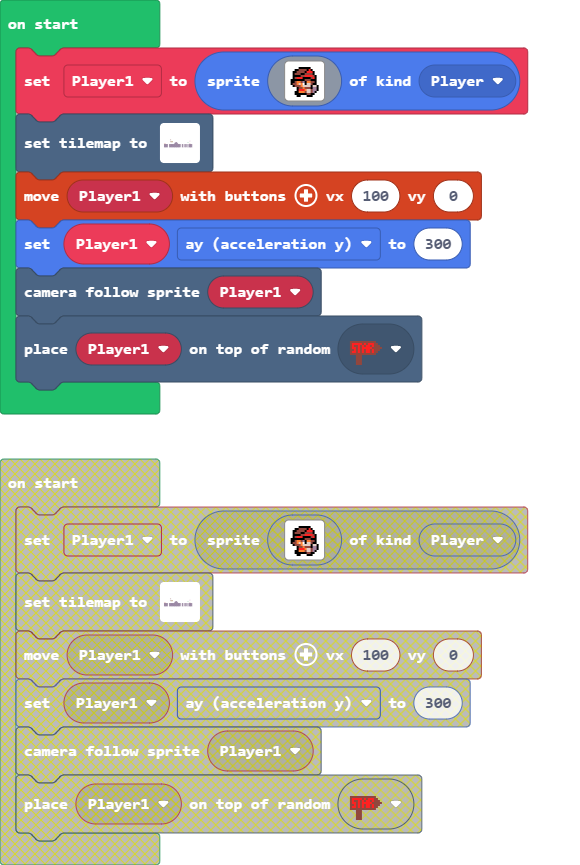 on start
set Player1 to sprite of kind Player
set tilemap to
move Player1 with buttons vx 100 vy 0
set Player1 ay (acceleration y) to 300
camera follow sprite Player1
place Player1 on top of random START
on start
set Player1 to sprite of kind Player
set tilemap to
move Player1 with buttons vx 100 vy 0
set Player1 ay (acceleration y) to 300
camera follow sprite Player1
place Player1 on top of random START